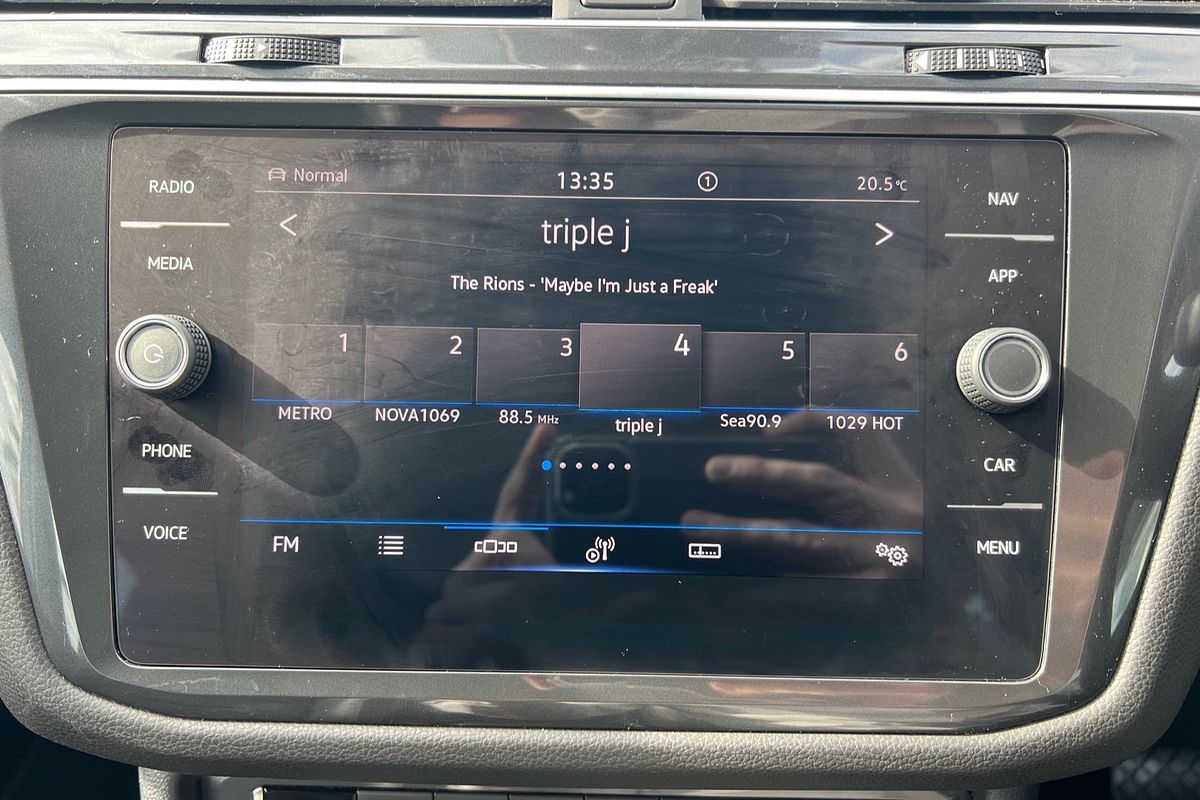 RADIO
MEDIA
PHONE
VOICE
Normal
13:35
1
20.5°C
< triple j >
The Rions - 'Maybe I'm Just a Freak'
1 2 3 4 5 6
METRO NOVA1069 88.5 MHz triple j Sea90.9 1029 HOT
FM
NAV
APP
CAR
MENU